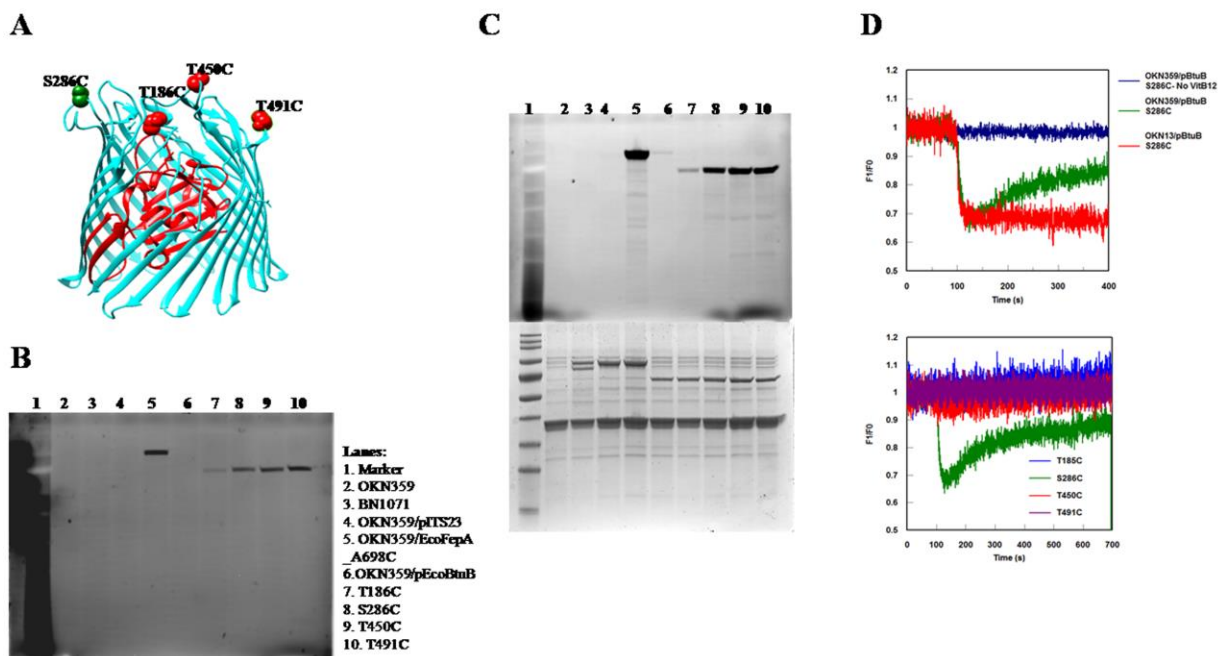 A
S286C
T450C
T186C
T491C
B
1 2 3 4 5 6 7 8 9 10
Lanes:
1. Marker
2. OKN359
3. BN1071
4. OKN359/pITS23
5. OKN359/EcoFepA
_A698C
6.OKN359/pEcoBtuB
7. T186C
8. S286C
9. T450C
10. T491C
C
1 2 3 4 5 6 7 8 9 10
D
1.2
1.1
1
0.9
0.8
0.7
0.6
0.5
F1/F0
0 100 200 300 400
Time (s)
OKN359/pBtuB
S286C- No VitB12
OKN359/pBtuB
S286C
OKN13/pBtuB
S286C
1.2
1.1
1
0.9
0.8
0.7
0.6
0.5
F1/F0
T185C
S286C
T450C
T491C
0 100 200 300 400 500 600 700
Time (s)